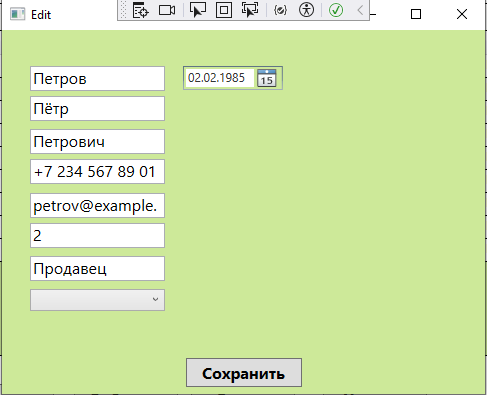 Edit
Петров
02.02.1985
15
Пётр
Петрович
+7 234 567 89 01
petrov@example.
2
Продавец
Сохранить